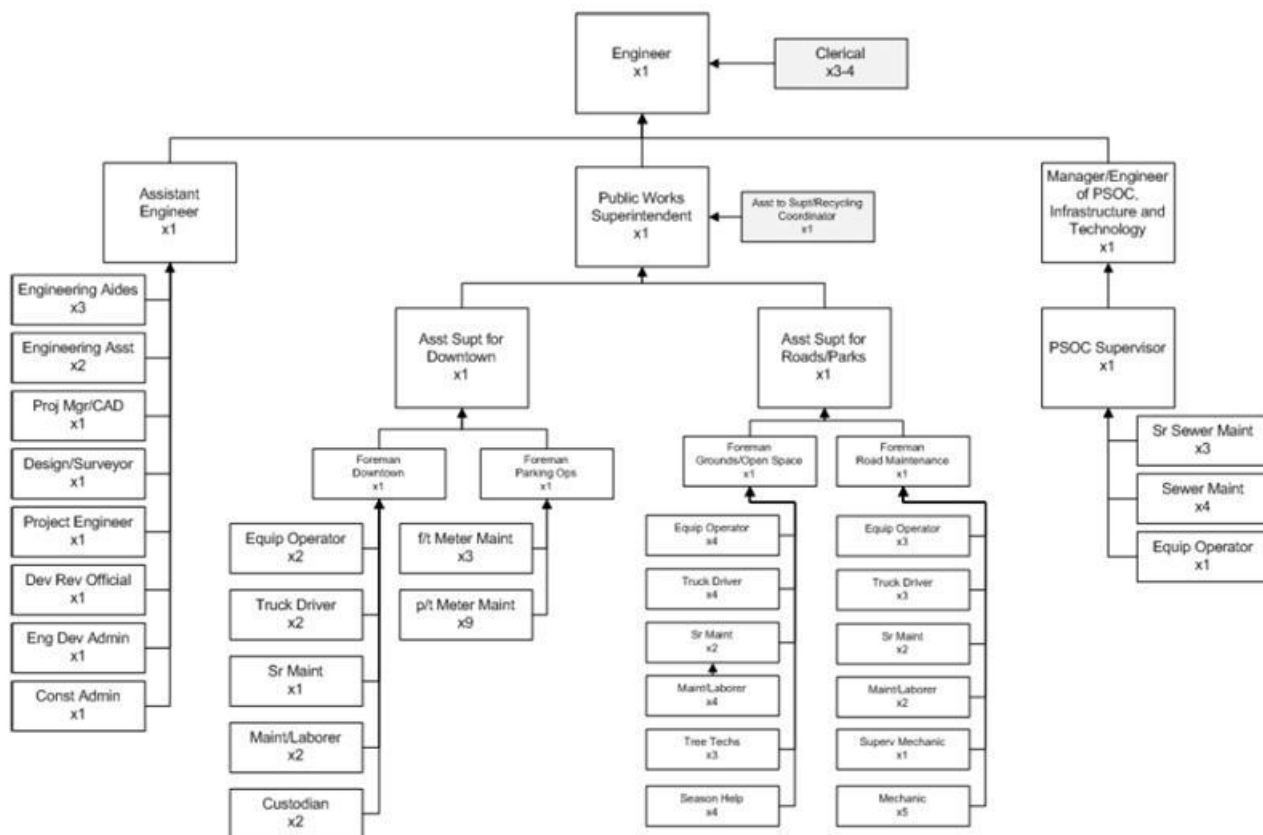 Engineer
x1
Clerical
x3-4
Assistant
Engineer
x1
Public Works
Superintendent
x1
Asst to Supt/Recycling
Coordinator
x1
Manager/Engineer
of PSOC,
Infrastructure and
Technology
x1
Engineering Aides
x3
Engineering Asst
x2
Proj Mgr/CAD
x1
Design/Surveyor
x1
Project Engineer
x1
Dev Rev Official
x1
Eng Dev Admin
x1
Const Admin
x1
Asst Supt for
Downtown
x1
Asst Supt for
Roads/Parks
x1
PSOC Supervisor
x1
Foreman
Downtown
x1
Foreman
Parking Ops
x1
Foreman
Grounds/Open Space
x1
Foreman
Road Maintenance
x1
Equip Operator
x2
Truck Driver
x2
Sr Maint
x1
Maint/Laborer
x2
Custodian
x2
f/t Meter Maint
x3
p/t Meter Maint
x9
Equip Operator
x4
Truck Driver
x4
Sr Maint
x2
Maint/Laborer
x4
Tree Techs
x3
Season Help
x4
Equip Operator
x3
Truck Driver
x3
Sr Maint
x2
Maint/Laborer
x2
Superv Mechanic
x1
Mechanic
x5
Sr Sewer Maint
x3
Sewer Maint
x4
Equip Operator
x1